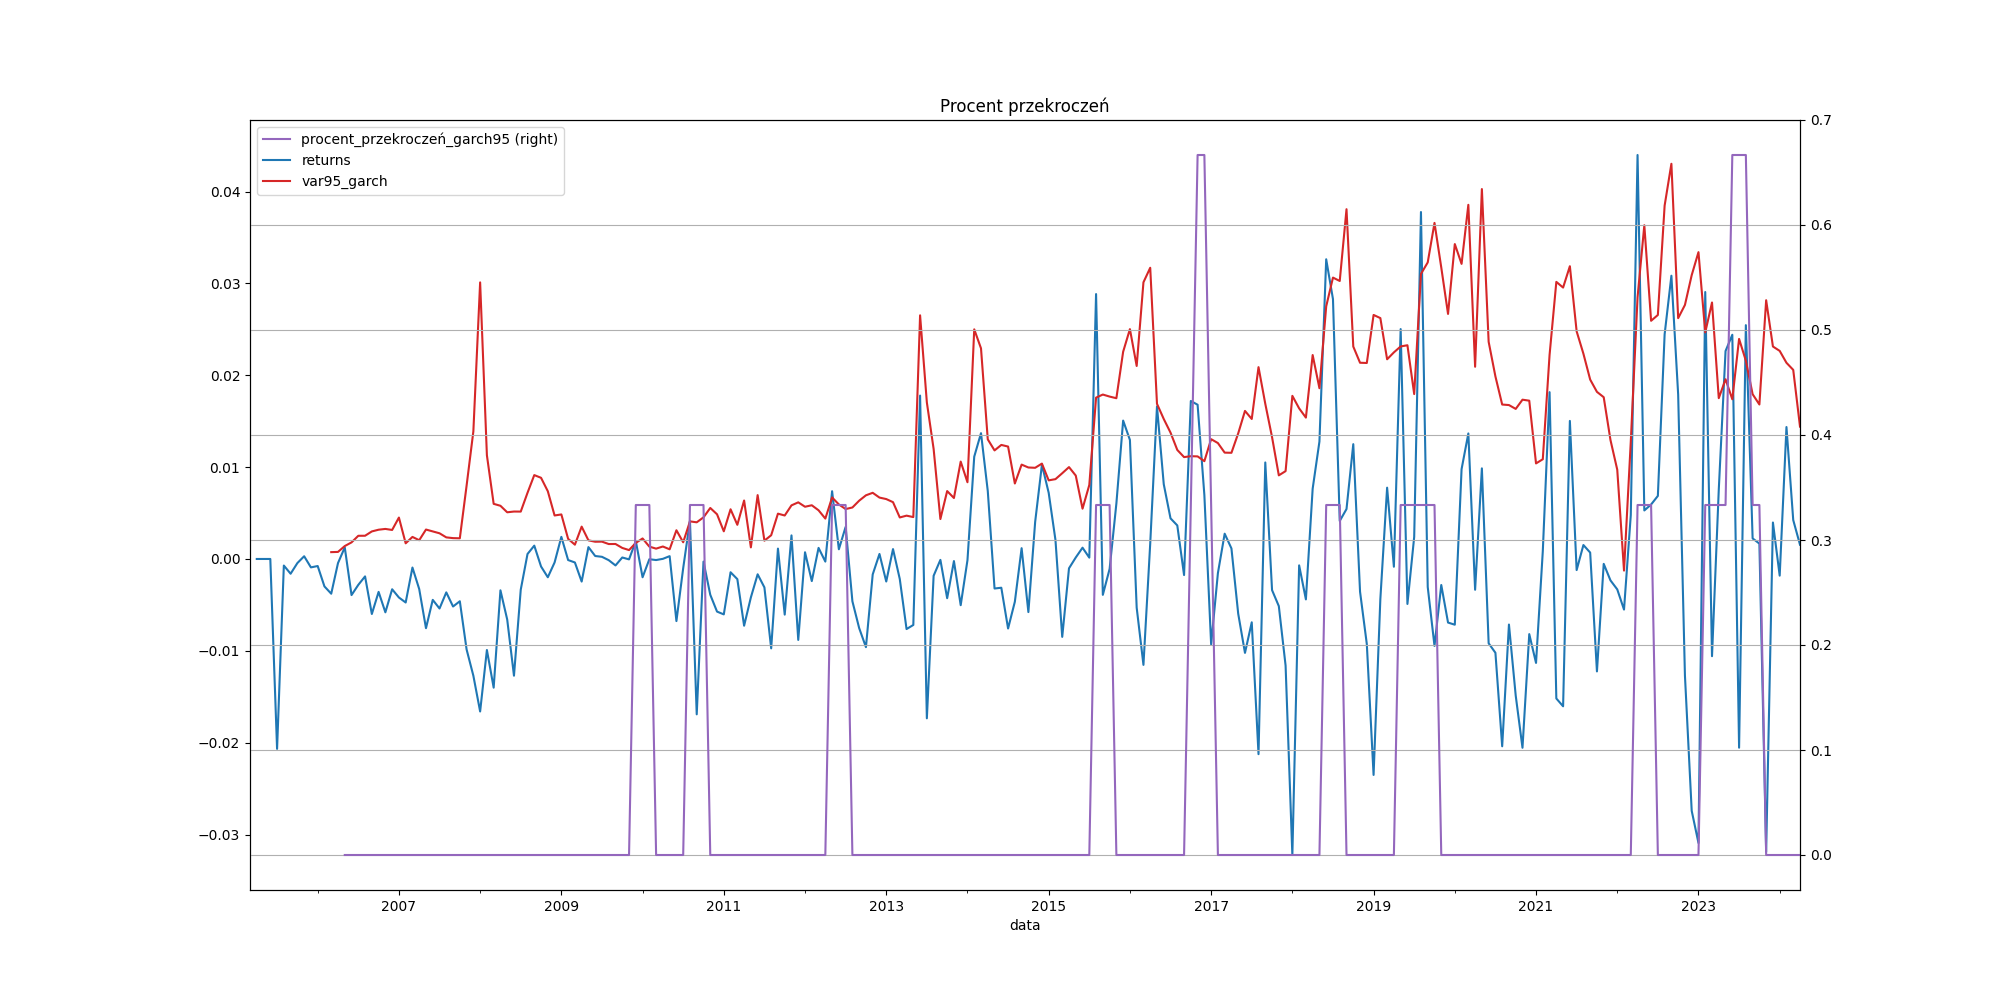 Procent przekroczeń
procent_przekroczeń_garch95 (right)
returns
var95_garch
0.04
0.03
0.02
0.01
0.00
−0.01
−0.02
−0.03
0.7
0.6
0.5
0.4
0.3
0.2
0.1
0.0
2007 2009 2011 2013 2015 2017 2019 2021 2023
data